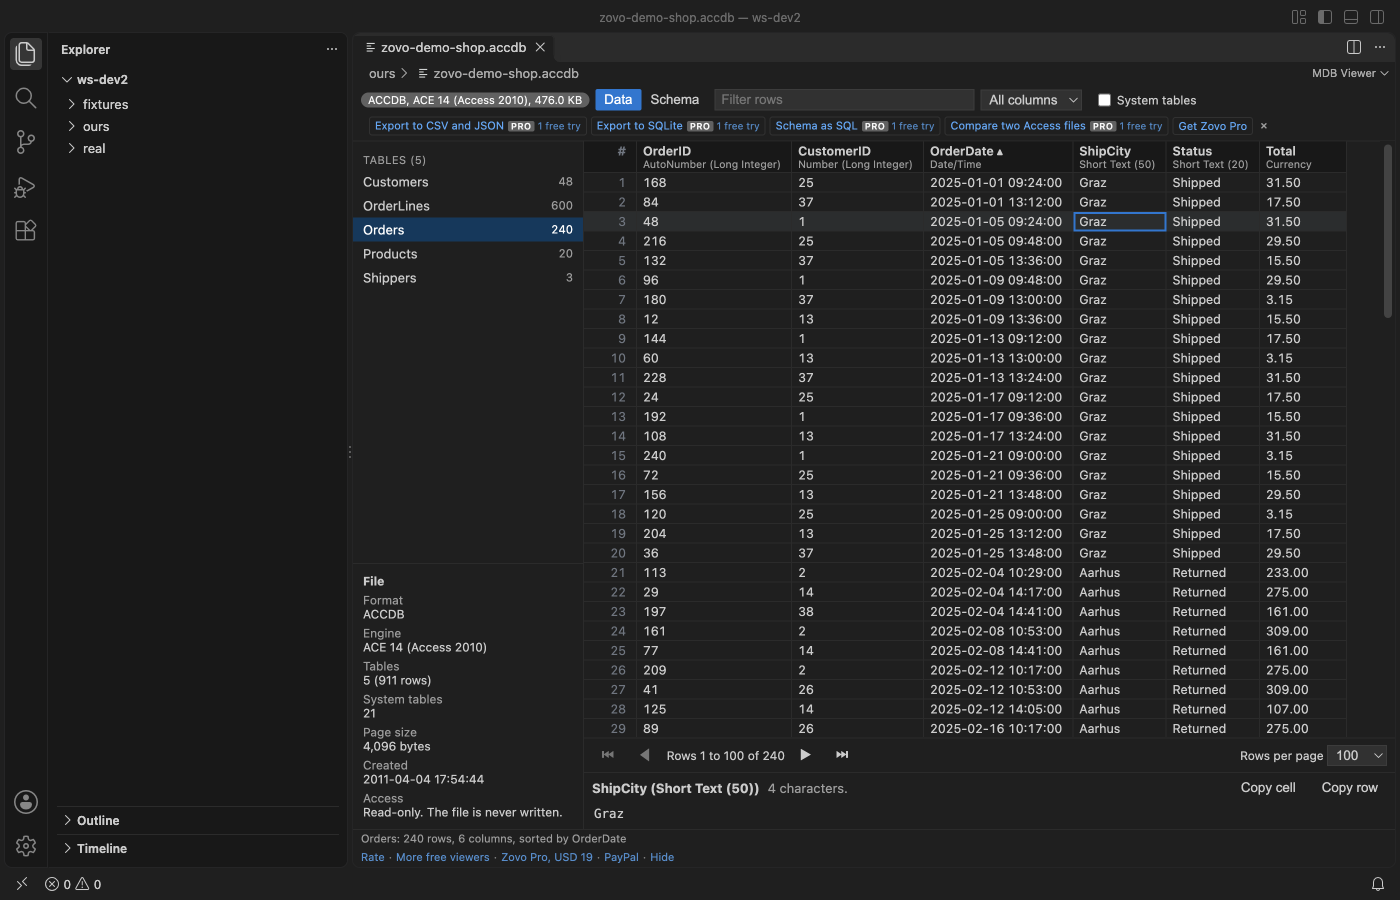 zovo-demo-shop.accdb — ws-dev2
Explorer
ws-dev2
fixtures
ours
real
Outline
Timeline
zovo-demo-shop.accdb
ours > zovo-demo-shop.accdb
MDB Viewer
ACCDB, ACE 14 (Access 2010), 476.0 KB Data Schema Filter rows All columns System tables
Export to CSV and JSON PRO 1 free try Export to SQLite PRO 1 free try Schema as SQL PRO 1 free try Compare two Access files PRO 1 free try Get Zovo Pro ×
TABLES (5)
Customers 48
OrderLines 600
Orders 240
Products 20
Shippers 3
File
Format
ACCDB
Engine
ACE 14 (Access 2010)
Tables
5 (911 rows)
System tables
21
Page size
4,096 bytes
Created
2011-04-04 17:54:44
Access
Read-only. The file is never written.
# OrderID CustomerID OrderDate ▲ ShipCity Status Total
AutoNumber (Long Integer) Number (Long Integer) Date/Time Short Text (50) Short Text (20) Currency
1 168 25 2025-01-01 09:24:00 Graz Shipped 31.50
2 84 37 2025-01-01 13:12:00 Graz Shipped 17.50
3 48 1 2025-01-05 09:24:00 Graz Shipped 31.50
4 216 25 2025-01-05 09:48:00 Graz Shipped 29.50
5 132 37 2025-01-05 13:36:00 Graz Shipped 15.50
6 96 1 2025-01-09 09:48:00 Graz Shipped 29.50
7 180 37 2025-01-09 13:00:00 Graz Shipped 3.15
8 12 13 2025-01-09 13:36:00 Graz Shipped 15.50
9 144 1 2025-01-13 09:12:00 Graz Shipped 17.50
10 60 13 2025-01-13 13:00:00 Graz Shipped 3.15
11 228 37 2025-01-13 13:24:00 Graz Shipped 31.50
12 24 25 2025-01-17 09:12:00 Graz Shipped 17.50
13 192 1 2025-01-17 09:36:00 Graz Shipped 15.50
14 108 13 2025-01-17 13:24:00 Graz Shipped 31.50
15 240 1 2025-01-21 09:00:00 Graz Shipped 3.15
16 72 25 2025-01-21 09:36:00 Graz Shipped 15.50
17 156 13 2025-01-21 13:48:00 Graz Shipped 29.50
18 120 25 2025-01-25 09:00:00 Graz Shipped 3.15
19 204 13 2025-01-25 13:12:00 Graz Shipped 17.50
20 36 37 2025-01-25 13:48:00 Graz Shipped 29.50
21 113 2 2025-02-04 10:29:00 Aarhus Returned 233.00
22 29 14 2025-02-04 14:17:00 Aarhus Returned 275.00
23 197 38 2025-02-04 14:41:00 Aarhus Returned 161.00
24 161 2 2025-02-08 10:53:00 Aarhus Returned 309.00
25 77 14 2025-02-08 14:41:00 Aarhus Returned 161.00
26 209 2 2025-02-12 10:17:00 Aarhus Returned 275.00
27 41 26 2025-02-12 10:53:00 Aarhus Returned 309.00
28 125 14 2025-02-12 14:05:00 Aarhus Returned 107.00
29 89 26 2025-02-16 10:17:00 Aarhus Returned 275.00
Rows 1 to 100 of 240
Rows per page 100
ShipCity (Short Text (50)) 4 characters.
Copy cell Copy row
Graz
Orders: 240 rows, 6 columns, sorted by OrderDate
Rate · More free viewers · Zovo Pro, USD 19 · PayPal · Hide
0 0